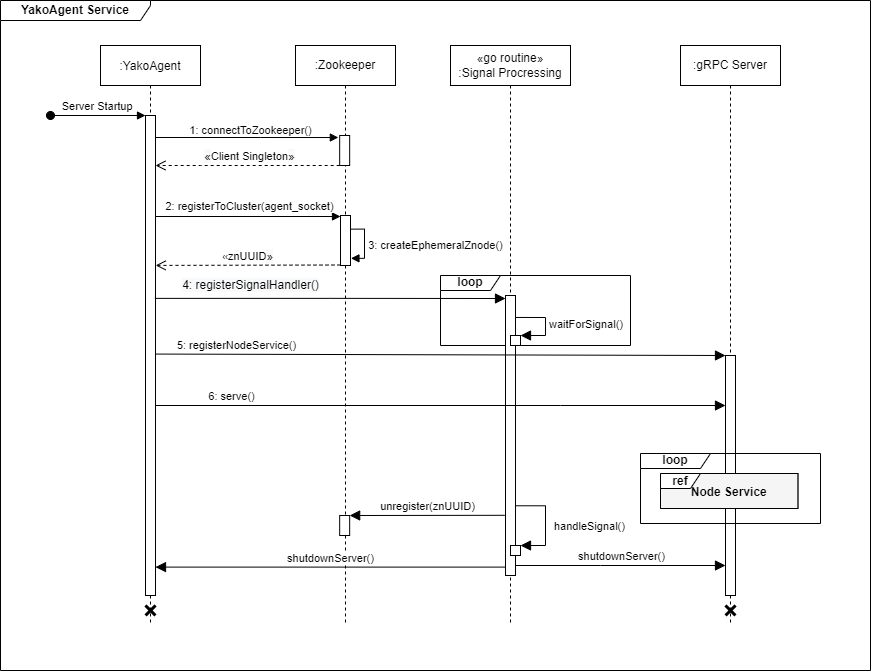 YakoAgent Service
:YakoAgent
:Zookeeper
«go routine»
:Signal Procressing
:gRPC Server
Server Startup
1: connectToZookeeper()
«Client Singleton»
2: registerToCluster(agent_socket)
3: createEphemeralZnode()
«znUUID»
4: registerSignalHandler()
loop
waitForSignal()
5: registerNodeService()
6: serve()
loop
ref
Node Service
unregister(znUUID)
handleSignal()
shutdownServer()
shutdownServer()